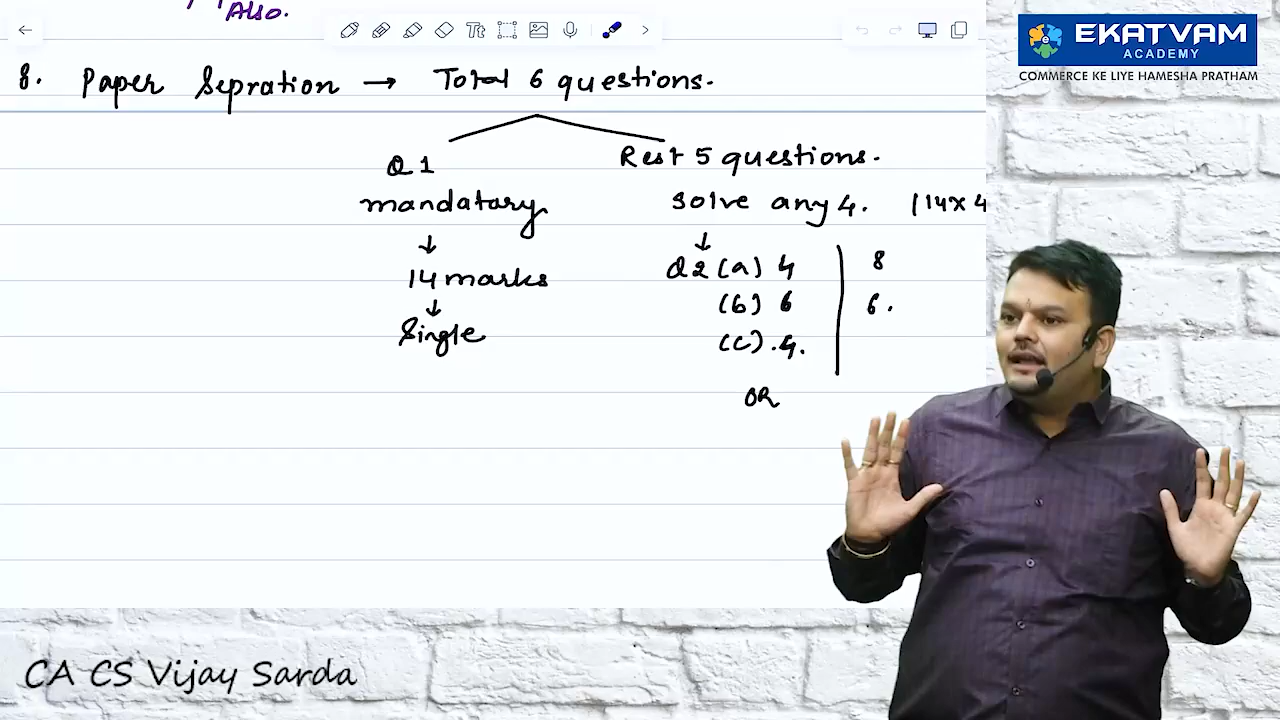 Also.
EKATVAM
ACADEMY
COMMERCE KE LIYE HAMESHA PRATHAM
8. Paper Sepration → Total 6 questions.
Q1
mandatory
↓
14 marks
↓
Single
Rest 5 questions.
solve any 4. (14x4
↓
Q2 (a) 4
(b) 6
(c) .4.
8
6.
OR
CA CS Vijay Sarda